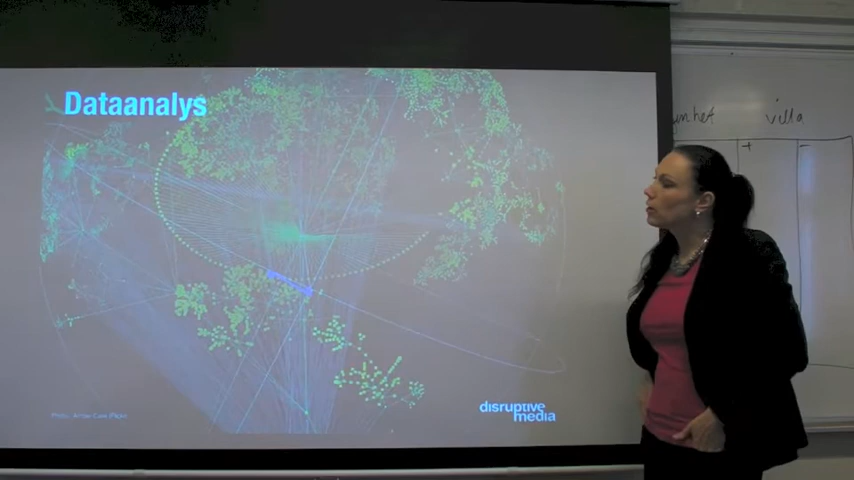 Dataanalys
villa
+
-
disruptive
media